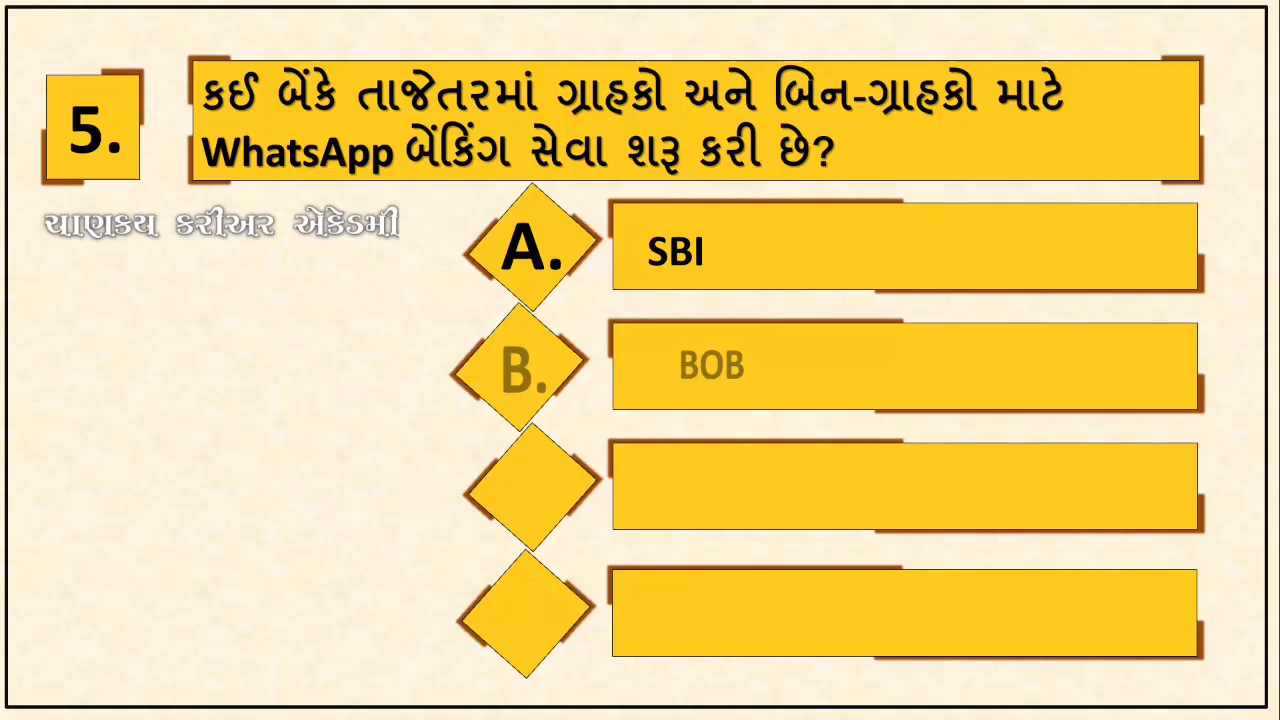 5.
કઈ બેંકે તાજેતરમાં ગ્રાહકો અને બિન-ગ્રાહકો માટે
WhatsApp બેંકિંગ સેવા શરૂ કરી છે?
ચાણક્ય કરીઅર એકેડમી
A. SBI
B. BOB